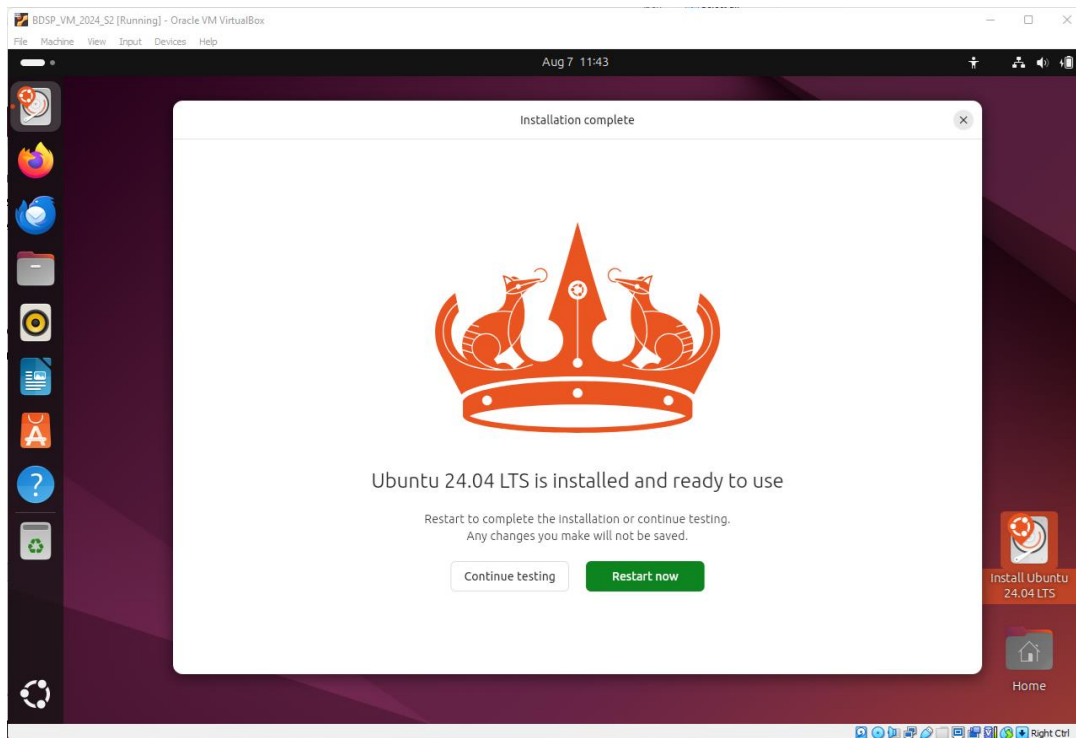 BDSP_VM_2024_S2 [Running] - Oracle VM VirtualBox
File Machine View Input Devices Help
Aug 7 11:43
Installation complete
Ubuntu 24.04 LTS is installed and ready to use
Restart to complete the installation or continue testing.
Any changes you make will not be saved.
Continue testing
Restart now
Install Ubuntu
24.04 LTS
Home
Right Ctrl